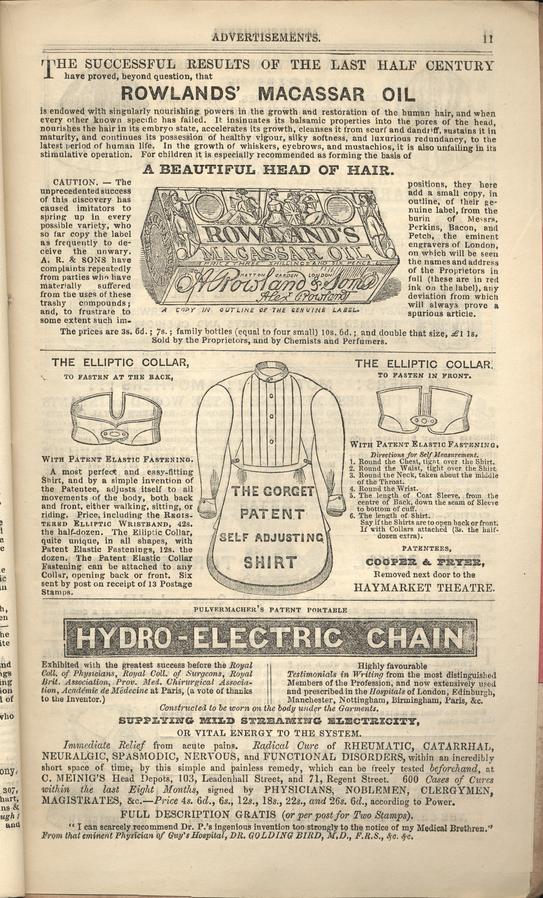 ADVERTISEMENTS.
11
THE SUCCESSFUL RESULTS OF THE LAST HALF CENTURY
have proved, beyond question, that
ROWLANDS' MACASSAR OIL
is endowed with singularly nourishing powers in the growth and restoration of the human hair, and when
every other known specific has failed. It insinuates its balsamic properties into the pores of the head,
nourishes the hair in its embryo state, accelerates its growth, cleanses it from scurf and dandriff, sustains it in
maturity, and continues its possession of healthy vigour, silky softness, and luxurious redundancy, to the
latest period of human life. In the growth of whiskers, eyebrows, and mustachios, it is also unfailing in its
stimulative operation. For children it is especially recommended as forming the basis of
A BEAUTIFUL HEAD OF HAIR.
CAUTION. — The
unprecedented success
of this discovery has
caused imitators to
spring up in every
possible variety, who
so far copy the label
as frequently to de-
ceive the unwary.
A. R. & SONS have
complaints repeatedly
from parties who have
materially suffered
from the uses of these
trashy compounds;
and, to frustrate to
some extent such im-
ROWLAND'S
MACASSAR OIL
HATTON GARDEN LONDON
A. Rowland & Sons
Alex Rowland
A COPY IN OUTLINE OF THE GENUINE LABEL.
positions, they here
add a small copy, in
outline, of their ge-
nuine label, from the
burin of Messrs,
Perkins, Bacon, and
Petch, the eminent
engravers of London,
on which will be seen
the names and address
of the Proprietors in
full (these are in red
ink on the label), any
deviation from which
will always prove a
spurious article.
The prices are 3s. 6d.; 7s.; family bottles (equal to four small) 10s. 6d.; and double that size, £1 1s.
Sold by the Proprietors, and by Chemists and Perfumers.
THE ELLIPTIC COLLAR,
TO FASTEN AT THE BACK,
WITH PATENT ELASTIC FASTENING.
A most perfect and easy-fitting
Shirt, and by a simple invention of
the Patentee, adjusts itself to all
movements of the body, both back
and front, either walking, sitting, or
riding. Price, including the REGIS-
TERED ELLIPTIC WRISTBAND, 42s.
the half-dozen. The Elliptic Collar,
quite unique, in all shapes, with
Patent Elastic Fastenings, 12s. the
dozen. The Patent Elastic Collar
Fastening can be attached to any
Collar, opening back or front. Six
sent by post on receipt of 13 Postage
Stamps.
THE GORGET
PATENT
SELF ADJUSTING
SHIRT
THE ELLIPTIC COLLAR,
TO FASTEN IN FRONT.
WITH PATENT ELASTIC FASTENING.
Directions for Self Measurement.
1. Round the Chest, tight over the Shirt.
2. Round the Waist, tight over the Shirt
3. Round the Neck, taken about the middle
of the Throat.
4. Round the Wrist.
5. The length of Coat Sleeve, from the
centre of Back, down the seam of Sleeve
to bottom of cuff.
6. The length of Shirt.
Say if the Shirts are to open back or front.
If with Collars attached (3s. the half-
dozen extra).
PATENTEES,
COOPER & FRYER,
Removed next door to the
HAYMARKET THEATRE.
PULVERMACHER'S PATENT PORTABLE
HYDRO-ELECTRIC CHAIN
Exhibited with the greatest success before the Royal
Coll. of Physicians, Royal Coll. of Surgeons, Royal
Brit. Association, Prov. Med. Chirurgical Associa-
tion, Académie de Médecine at Paris, (a vote of thanks
to the Inventor.)
Highly favourable
Testimonials in Writing from the most distinguished
Members of the Profession, and now extensively used
and prescribed in the Hospitals of London, Edinburgh,
Manchester, Nottingham, Birmingham, Paris, &c.
Constructed to be worn on the body under the Garments.
SUPPLYING MILD STREAMING ELECTRICITY,
OR VITAL ENERGY TO THE SYSTEM.
Immediate Relief from acute pains. Radical Cure of RHEUMATIC, CATARRHAL,
NEURALGIC, SPASMODIC, NERVOUS, and FUNCTIONAL DISORDERS, within an incredibly
short space of time, by this simple and painless remedy, which can be freely tested beforehand, at
C. MEINIG'S Head Depots, 103, Leadenhall Street, and 71, Regent Street. 600 Cases of Cures
within the last Eight Months, signed by PHYSICIANS, NOBLEMEN, CLERGYMEN,
MAGISTRATES, &c.—Price 4s. 6d., 6s., 12s., 18s., 22s., and 26s. 6d., according to Power.
FULL DESCRIPTION GRATIS (or per post for Two Stamps).
"I can scarcely recommend Dr. P.'s ingenious invention too strongly to the notice of my Medical Brethren."
From that eminent Physician of Guy's Hospital, DR. GOLDING BIRD, M.D., F.R.S., &c. &c.